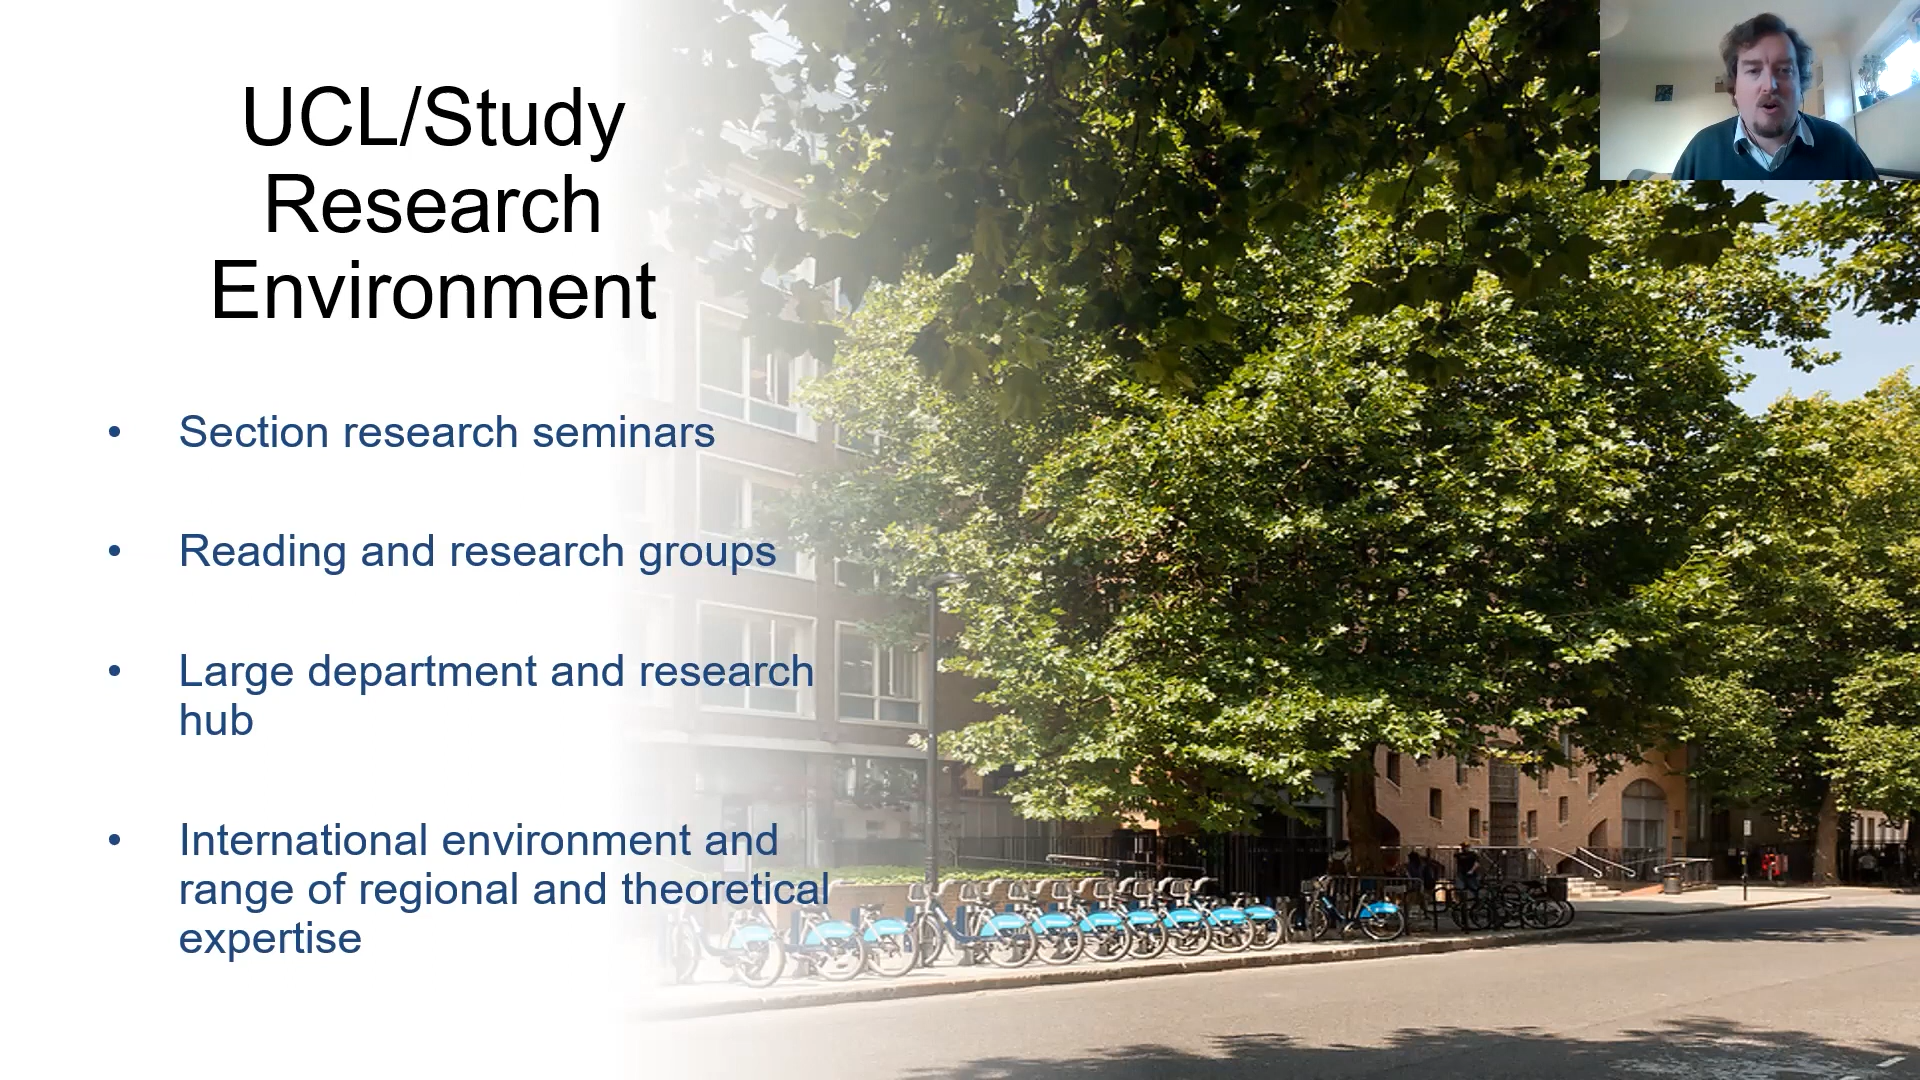 UCL/Study
Research
Environment
• Section research seminars
• Reading and research groups
• Large department and research
hub
• International environment and
range of regional and theoretical
expertise